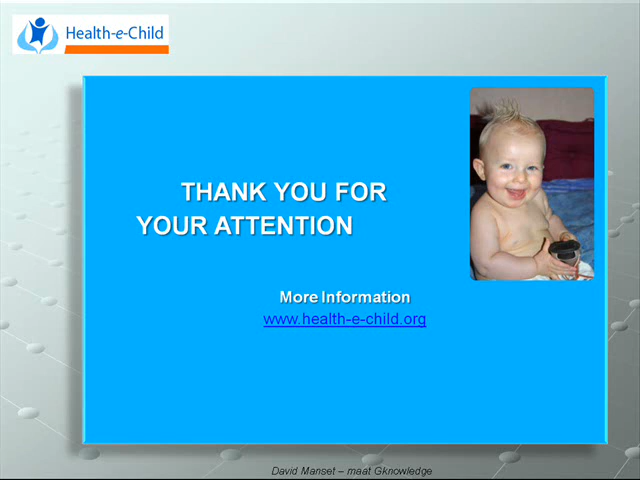 Health-e-Child
THANK YOU FOR
YOUR ATTENTION
More Information
www.health-e-child.org
David Manset – maat Gknowledge